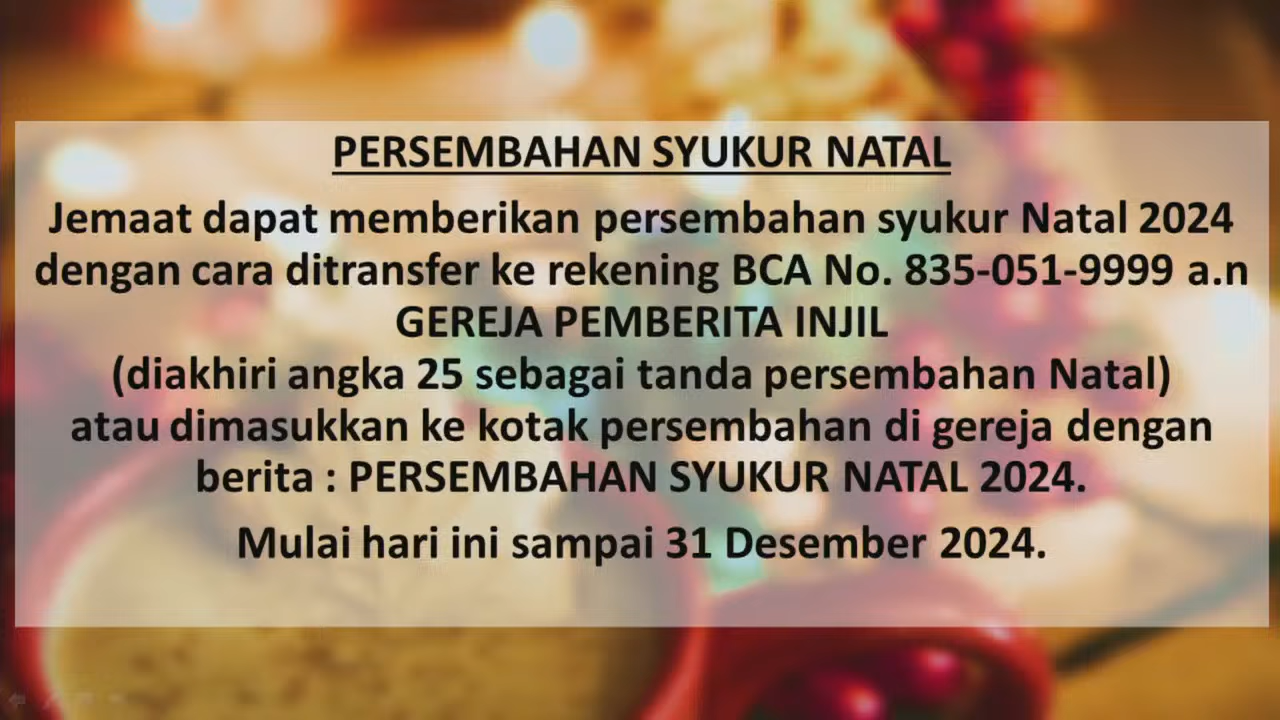 PERSEMBAHAN SYUKUR NATAL
Jemaat dapat memberikan persembahan syukur Natal 2024
dengan cara ditransfer ke rekening BCA No. 835-051-9999 a.n
GEREJA PEMBERITA INJIL
(diakhiri angka 25 sebagai tanda persembahan Natal)
atau dimasukkan ke kotak persembahan di gereja dengan
berita : PERSEMBAHAN SYUKUR NATAL 2024.
Mulai hari ini sampai 31 Desember 2024.